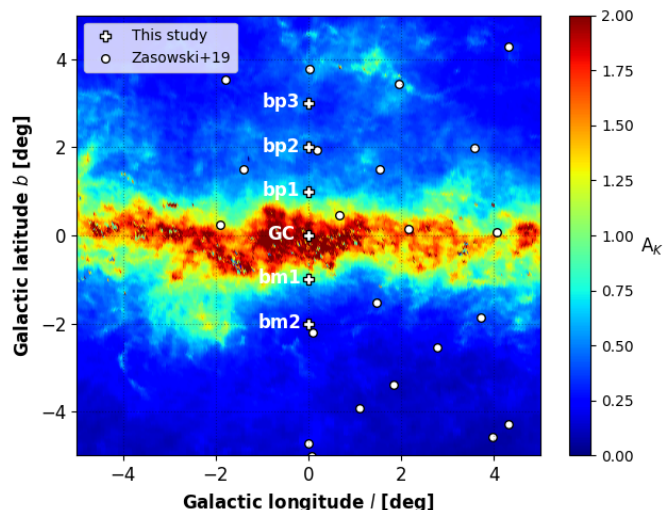 This study
Zasowski+19
bp3
bp2
bp1
GC
bm1
bm2
4
2
0
−2
−4
−4
−2
0
2
4
Galactic latitude b [deg]
Galactic longitude l [deg]
2.00
1.75
1.50
1.25
1.00
0.75
0.50
0.25
0.00
A_K